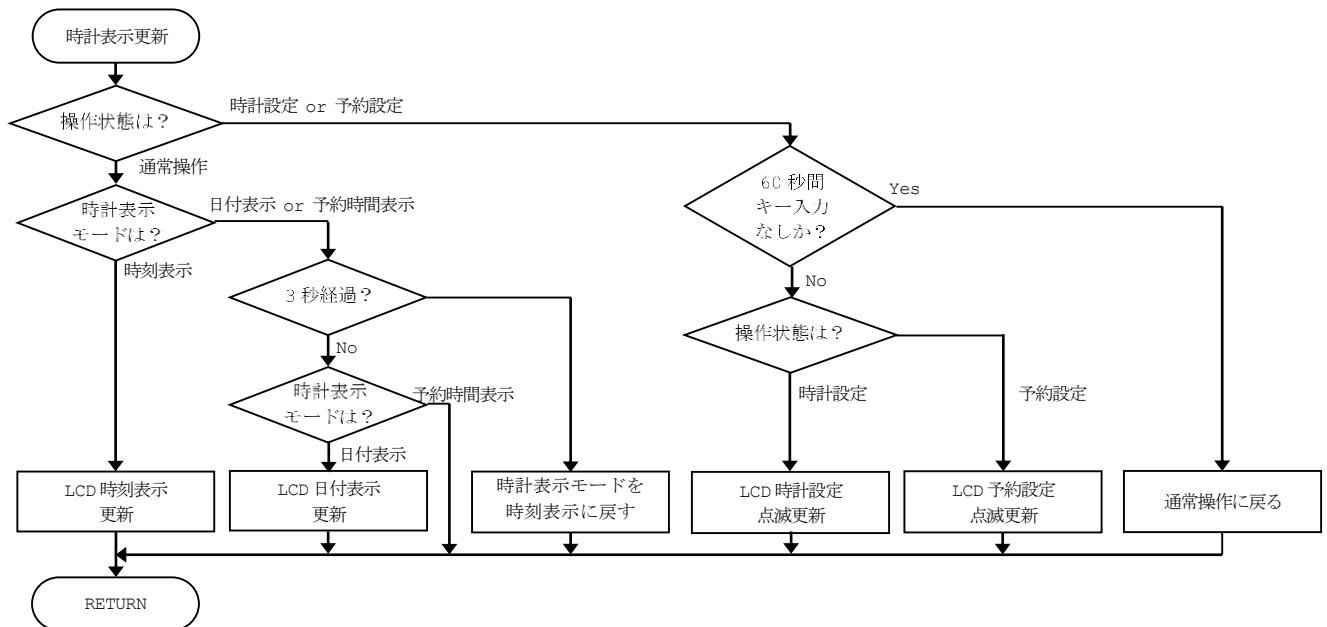 時計表示更新
操作状態は？
時計設定 or 予約設定
通常操作
時計表示
モードは？
日付表示 or 予約時間表示
時刻表示
60 秒間
キー入力
なしか？
Yes
No
3 秒経過？
No
操作状態は？
時計設定
予約設定
時計表示
モードは？
予約時間表示
日付表示
LCD 時刻表示
更新
LCD 日付表示
更新
時計表示モードを
時刻表示に戻す
LCD 時計設定
点滅更新
LCD 予約設定
点滅更新
通常操作に戻る
RETURN